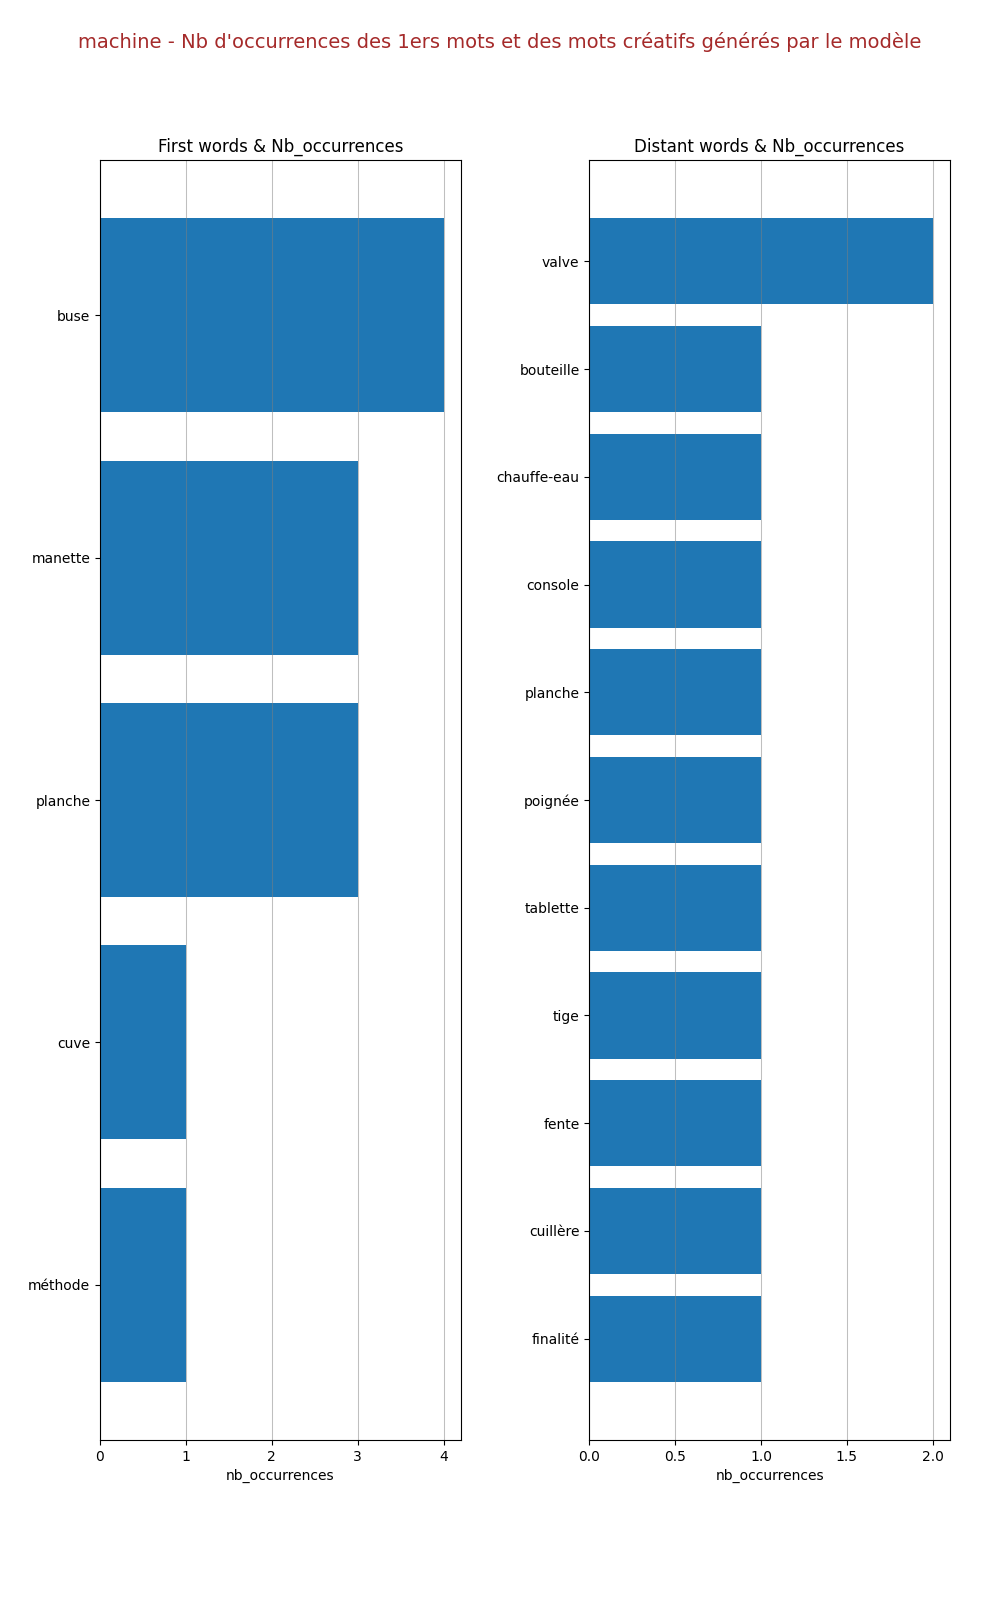 machine - Nb d'occurrences des 1ers mots et des mots créatifs générés par le modèle
First words & Nb_occurrences
buse
manette
planche
cuve
méthode
0 1 2 3 4
nb_occurrences
Distant words & Nb_occurrences
valve
bouteille
chauffe-eau
console
planche
poignée
tablette
tige
fente
cuillère
finalité
0.0 0.5 1.0 1.5 2.0
nb_occurrences